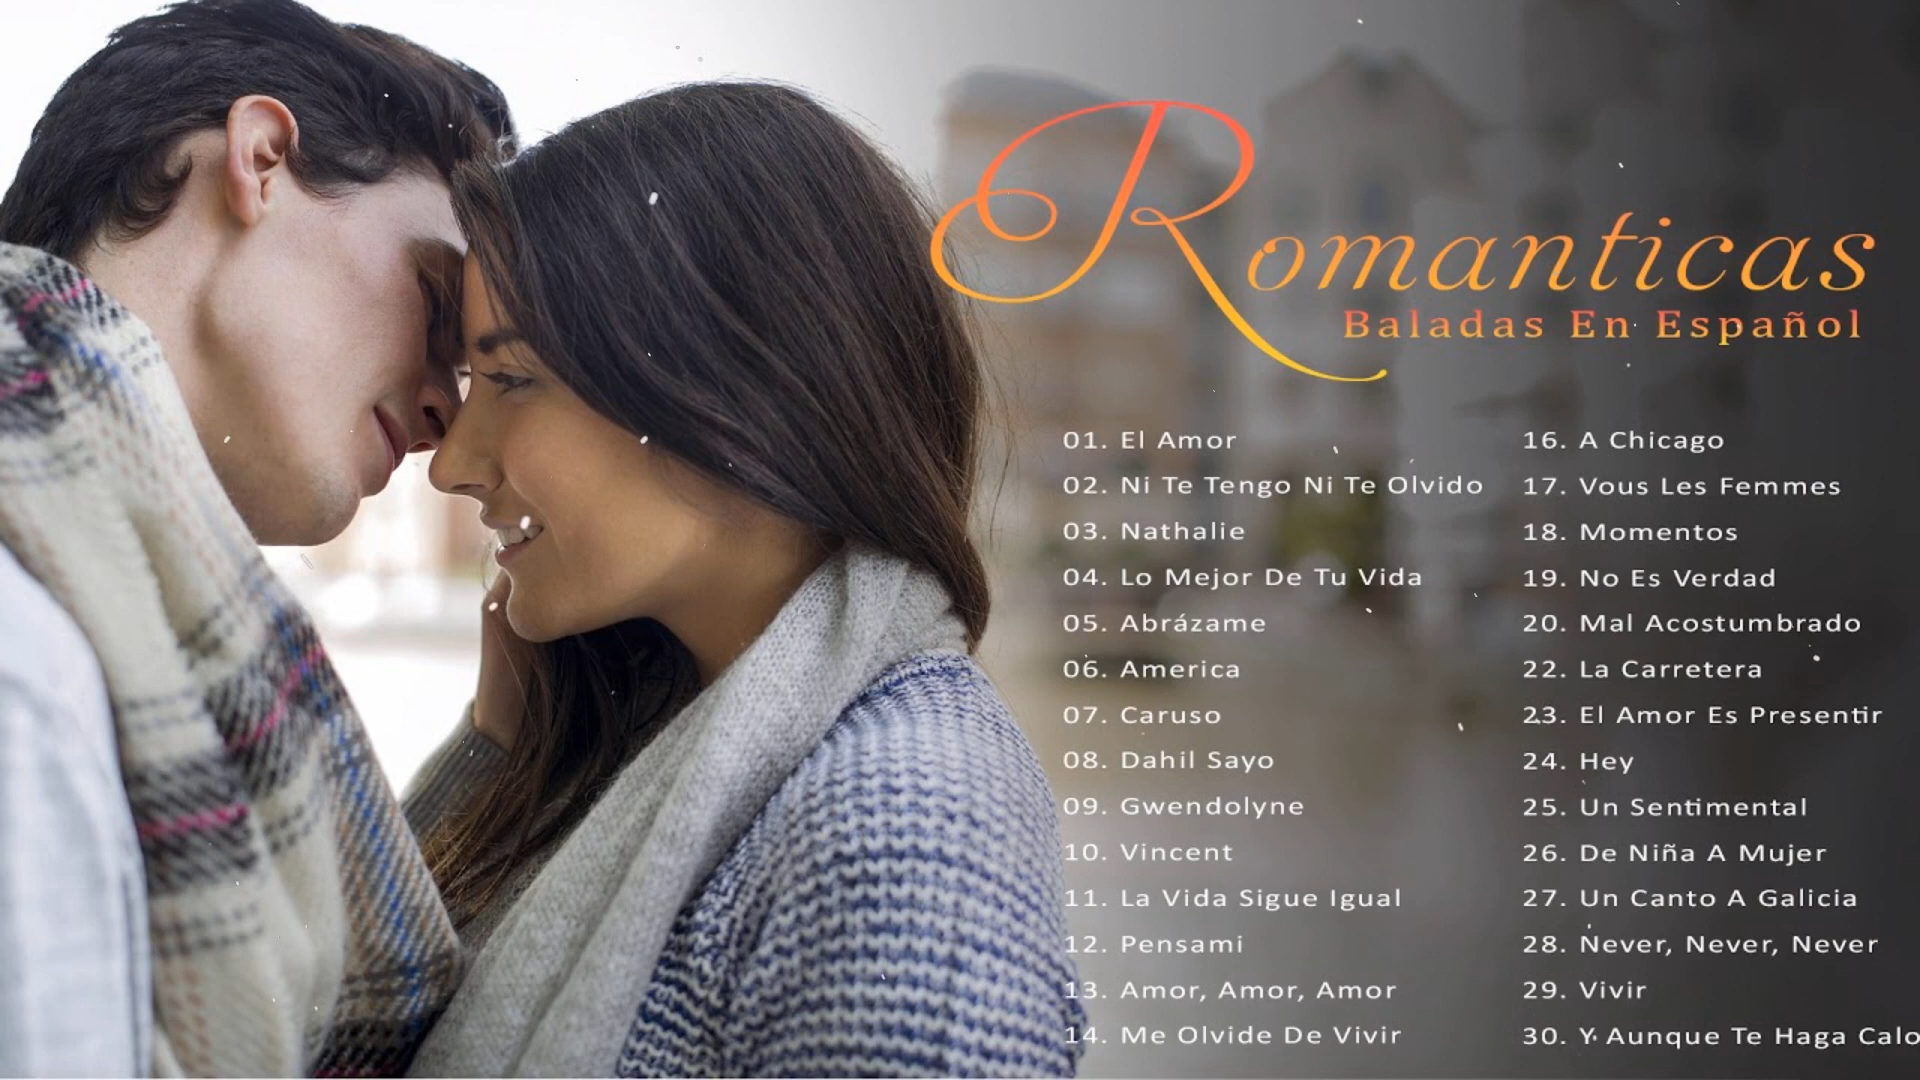 Romanticas
Baladas En Español
01. El Amor
02. Ni Te Tengo Ni Te Olvido
03. Nathalie
04. Lo Mejor De Tu Vida
05. Abrázame
06. America
07. Caruso
08. Dahil Sayo
09. Gwendolyne
10. Vincent
11. La Vida Sigue Igual
12. Pensami
13. Amor, Amor, Amor
14. Me Olvide De Vivir
16. A Chicago
17. Vous Les Femmes
18. Momentos
19. No Es Verdad
20. Mal Acostumbrado
22. La Carretera
23. El Amor Es Presentir
24. Hey
25. Un Sentimental
26. De Niña A Mujer
27. Un Canto A Galicia
28. Never, Never, Never
29. Vivir
30. Y Aunque Te Haga Calo